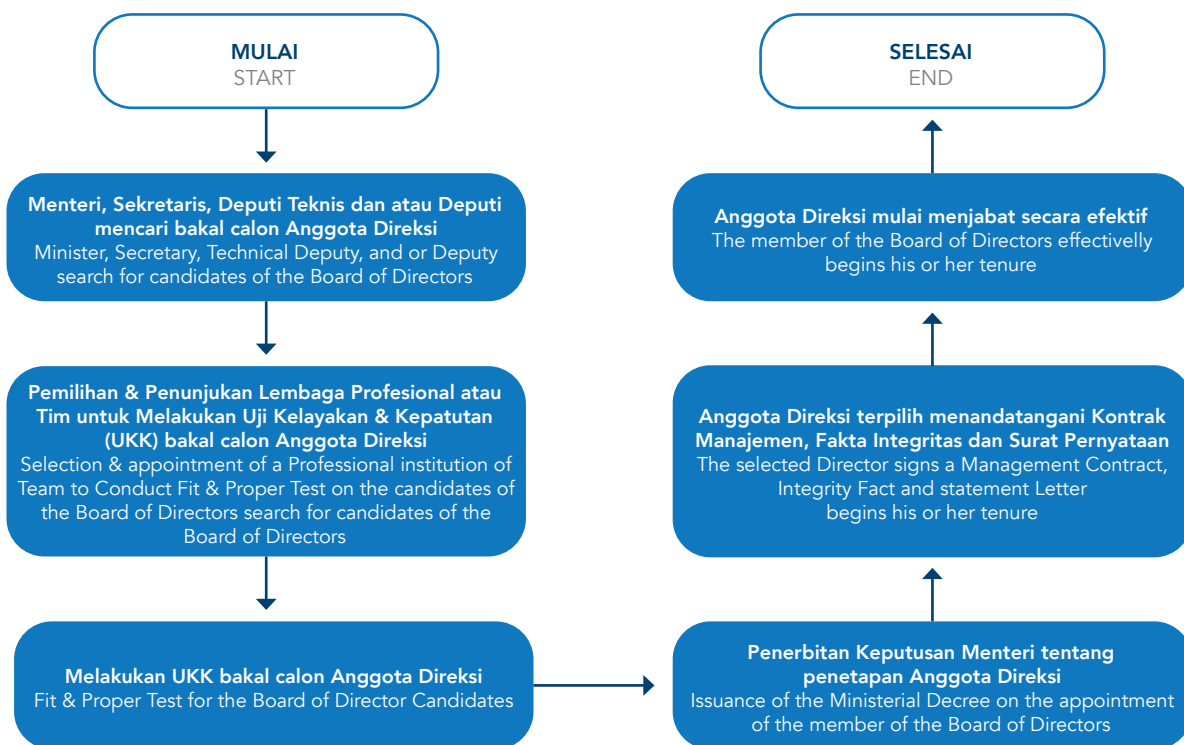 MULAI
START
Menteri, Sekretaris, Deputi Teknis dan atau Deputi
mencari bakal calon Anggota Direksi
Minister, Secretary, Technical Deputy, and or Deputy
search for candidates of the Board of Directors
Pemilihan & Penunjukan Lembaga Profesional atau
Tim untuk Melakukan Uji Kelayakan & Kepatutan
(UKK) bakal calon Anggota Direksi
Selection & appointment of a Professional institution of
Team to Conduct Fit & Proper Test on the candidates of
the Board of Directors search for candidates of the
Board of Directors
Melakukan UKK bakal calon Anggota Direksi
Fit & Proper Test for the Board of Director Candidates
Penerbitan Keputusan Menteri tentang
penetapan Anggota Direksi
Issuance of the Ministerial Decree on the appointment
of the member of the Board of Directors
Anggota Direksi terpilih menandatangani Kontrak
Manajemen, Fakta Integritas dan Surat Pernyataan
The selected Director signs a Management Contract,
Integrity Fact and statement Letter
begins his or her tenure
Anggota Direksi mulai menjabat secara efektif
The member of the Board of Directors effectivelly
begins his or her tenure
SELESAI
END